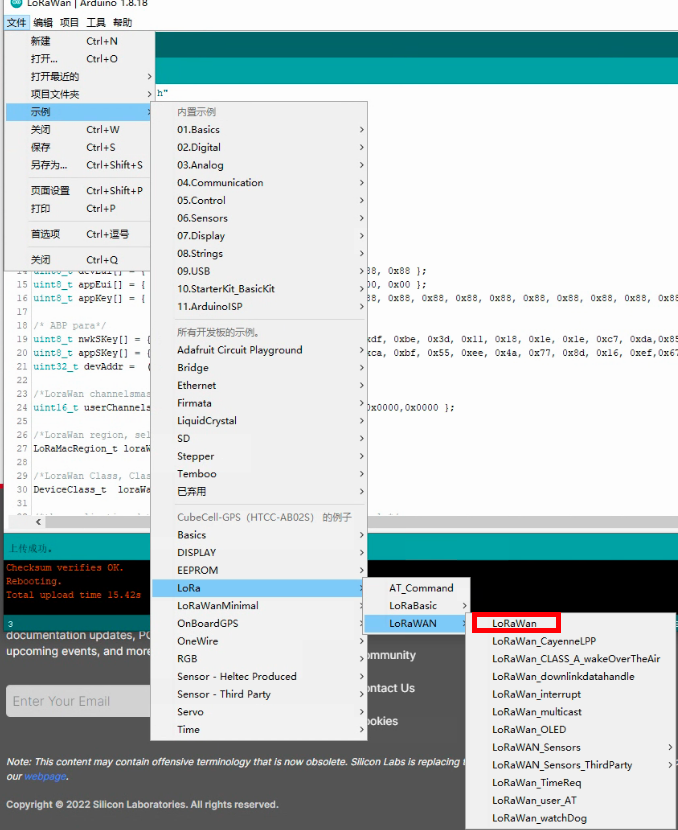 LoRaWan | Arduino 1.8.18
文件 编辑 项目 工具 帮助
新建 Ctrl+N
打开... Ctrl+O
打开最近的
项目文件夹
示例
关闭 Ctrl+W
保存 Ctrl+S
另存为... Ctrl+Shift+S
页面设置 Ctrl+Shift+P
打印 Ctrl+P
首选项 Ctrl+逗号
关闭 Ctrl+Q
h"
内置示例
01.Basics
02.Digital
03.Analog
04.Communication
05.Control
06.Sensors
07.Display
08.Strings
09.USB
10.StarterKit_BasicKit
11.ArduinoISP
所有开发板的示例。
Adafruit Circuit Playground
Bridge
Ethernet
Firmata
LiquidCrystal
SD
Stepper
Temboo
已弃用
CubeCell-GPS（HTCC-AB02S） 的例子
Basics
DISPLAY
EEPROM
LoRa
LoRaWanMinimal
OnBoardGPS
OneWire
RGB
Sensor - Heltec Produced
Sensor - Third Party
Servo
Time
AT_Command
LoRaBasic
LoRaWAN
LoRaWan
LoRaWan_CayenneLPP
LoRaWan_CLASS_A_wakeOverTheAir
LoRaWan_downlinkdatahandle
LoRaWan_interrupt
LoRaWan_multicast
LoRaWan_OLED
LoRaWAN_Sensors
LoRaWAN_Sensors_ThirdParty
LoRaWan_TimeReq
LoRaWan_user_AT
LoRaWan_watchDog
14 uint8_t devEui[] = { 88, 0x88 };
15 uint8_t appEui[] = { 00, 0x00 };
16 uint8_t appKey[] = { 88, 0x88, 0x88, 0x88, 0x88, 0x88, 0x88, 0x88, 0x88, 0x88
17
18 /* ABP para*/
19 uint8_t nwkSKey[] = { xdf, 0xbe, 0x3d, 0x11, 0x18, 0x1e, 0x1e, 0xc7, 0xda,0x85
20 uint8_t appSKey[] = { xca, 0xbf, 0x55, 0xee, 0x4a, 0x77, 0x8d, 0x16, 0xef,0x67
21 uint32_t devAddr = (
22
23 /*LoraWan channelsmas
24 uint16_t userChannels 0x0000,0x0000 };
25
26 /*LoraWan region, sel
27 LoRaMacRegion_t loraW
28
29 /*LoraWan Class, Clas
30 DeviceClass_t loraWa
31
上传成功。
Checksum verifies OK.
Rebooting.
Total upload time 15.42s
3
documentation updates, PC
upcoming events, and more
Enter Your Email
ommunity
ontact Us
ookies
Note: This content may contain offensive terminology that is now obsolete. Silicon Labs is replacing
our webpage.
Copyright © 2022 Silicon Laboratories. All rights reserved.